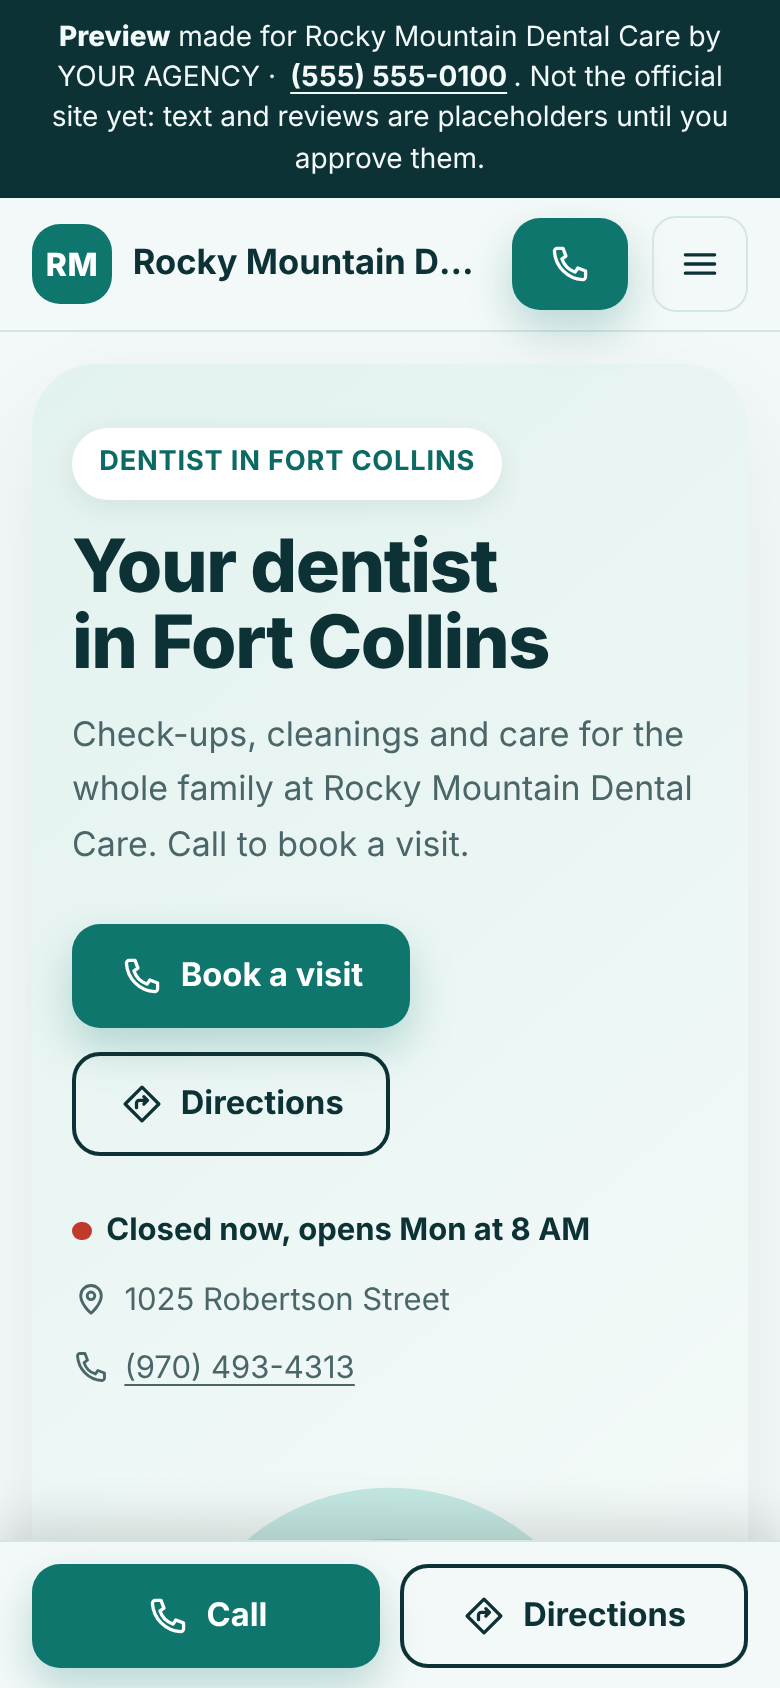 Preview made for Rocky Mountain Dental Care by
YOUR AGENCY · (555) 555-0100 . Not the official
site yet: text and reviews are placeholders until you
approve them.
RM
Rocky Mountain D...
DENTIST IN FORT COLLINS
Your dentist
in Fort Collins
Check-ups, cleanings and care for the
whole family at Rocky Mountain Dental
Care. Call to book a visit.
Book a visit
Directions
Closed now, opens Mon at 8 AM
1025 Robertson Street
(970) 493-4313
Call
Directions